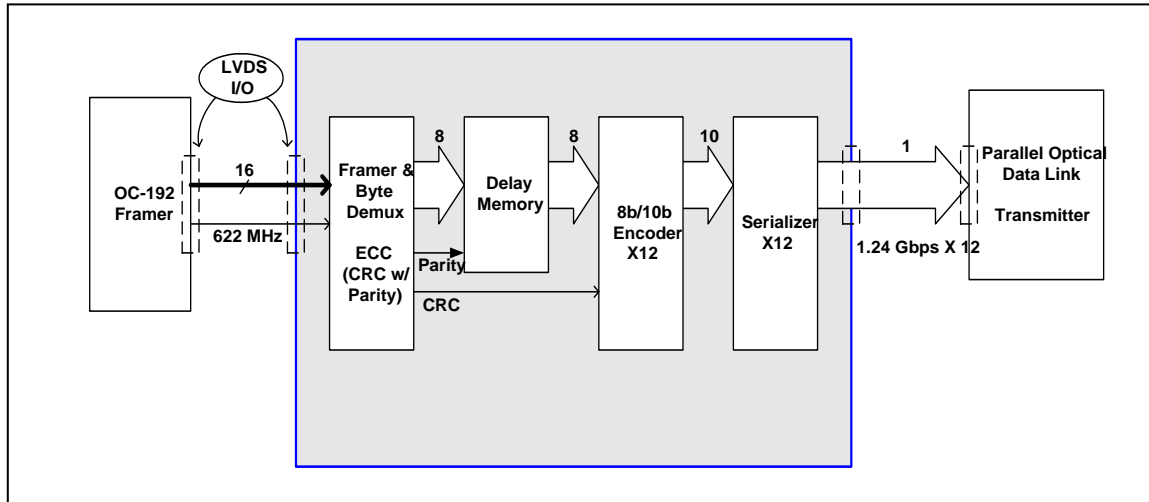 LVDS
I/O
OC-192
Framer
16
622 MHz
Framer &
Byte
Demux
ECC
(CRC w/
Parity)
8
Parity
CRC
Delay
Memory
8
8b/10b
Encoder
X12
10
Serializer
X12
1
1.24 Gbps X 12
Parallel Optical
Data Link
Transmitter